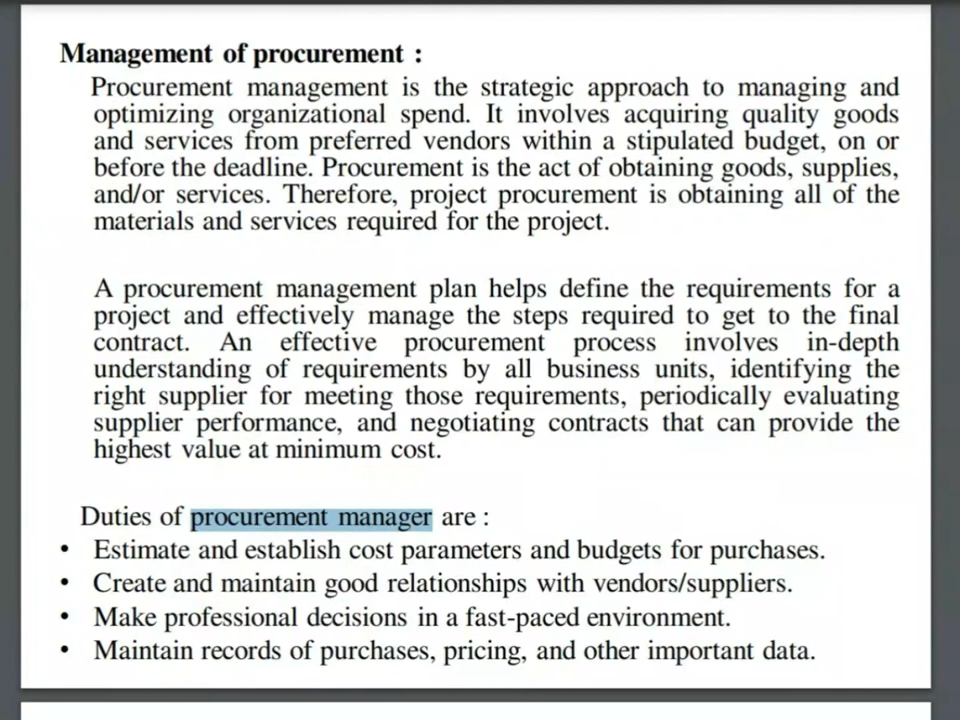 Management of procurement :
Procurement management is the strategic approach to managing and
optimizing organizational spend. It involves acquiring quality goods
and services from preferred vendors within a stipulated budget, on or
before the deadline. Procurement is the act of obtaining goods, supplies,
and/or services. Therefore, project procurement is obtaining all of the
materials and services required for the project.
A procurement management plan helps define the requirements for a
project and effectively manage the steps required to get to the final
contract. An effective procurement process involves in-depth
understanding of requirements by all business units, identifying the
right supplier for meeting those requirements, periodically evaluating
supplier performance, and negotiating contracts that can provide the
highest value at minimum cost.
Duties of procurement manager are :
• Estimate and establish cost parameters and budgets for purchases.
• Create and maintain good relationships with vendors/suppliers.
• Make professional decisions in a fast-paced environment.
• Maintain records of purchases, pricing, and other important data.